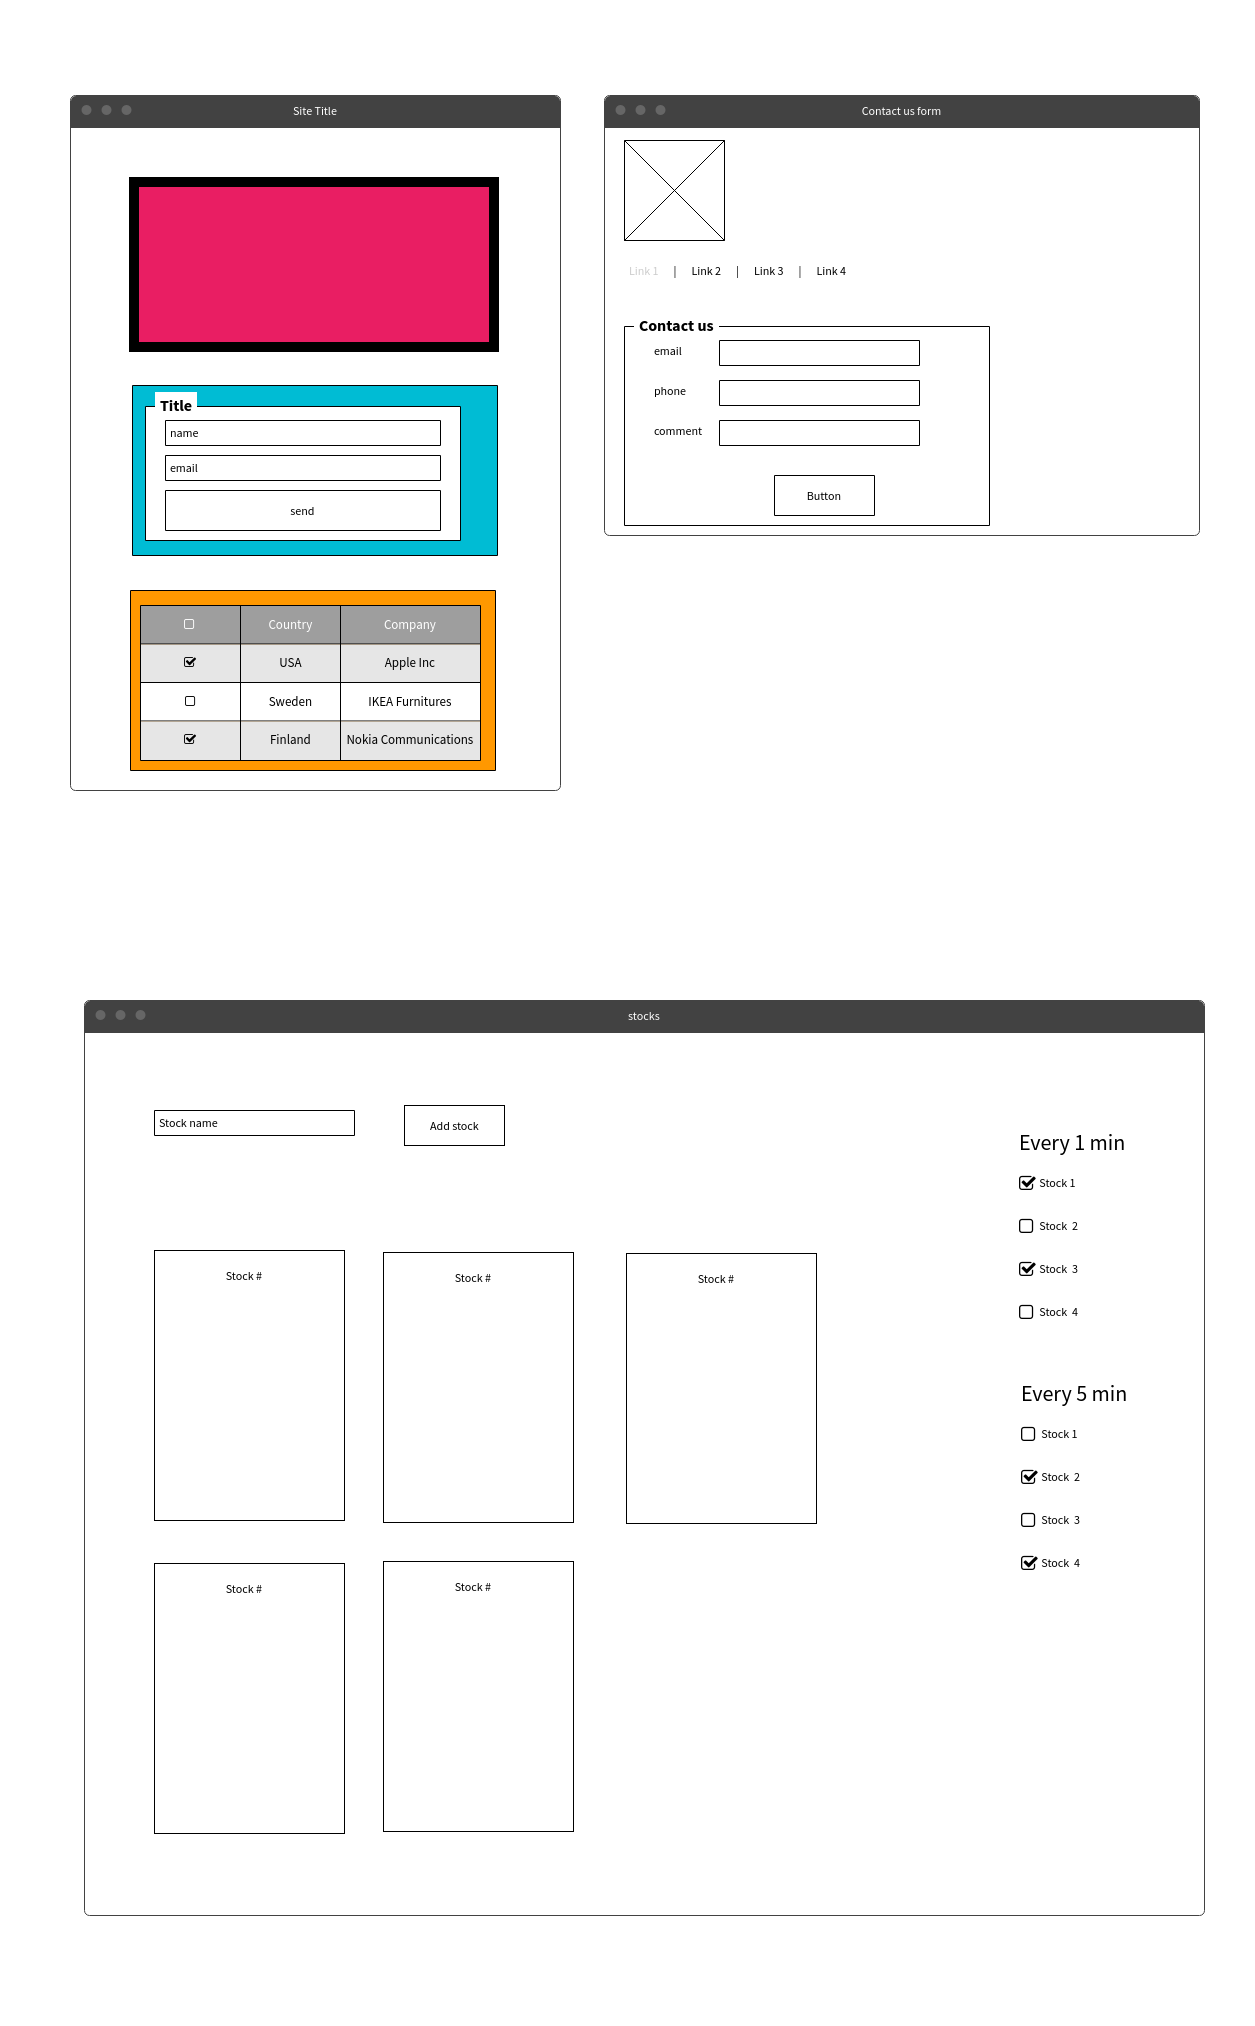 Site Title
Title
name
email
send
Country Company
USA Apple Inc
Sweden IKEA Furnitures
Finland Nokia Communications
Contact us form
Link 1 | Link 2 | Link 3 | Link 4
Contact us
email
phone
comment
Button
stocks
Stock name
Add stock
Stock #
Stock #
Stock #
Stock #
Stock #
Every 1 min
Stock 1
Stock 2
Stock 3
Stock 4
Every 5 min
Stock 1
Stock 2
Stock 3
Stock 4